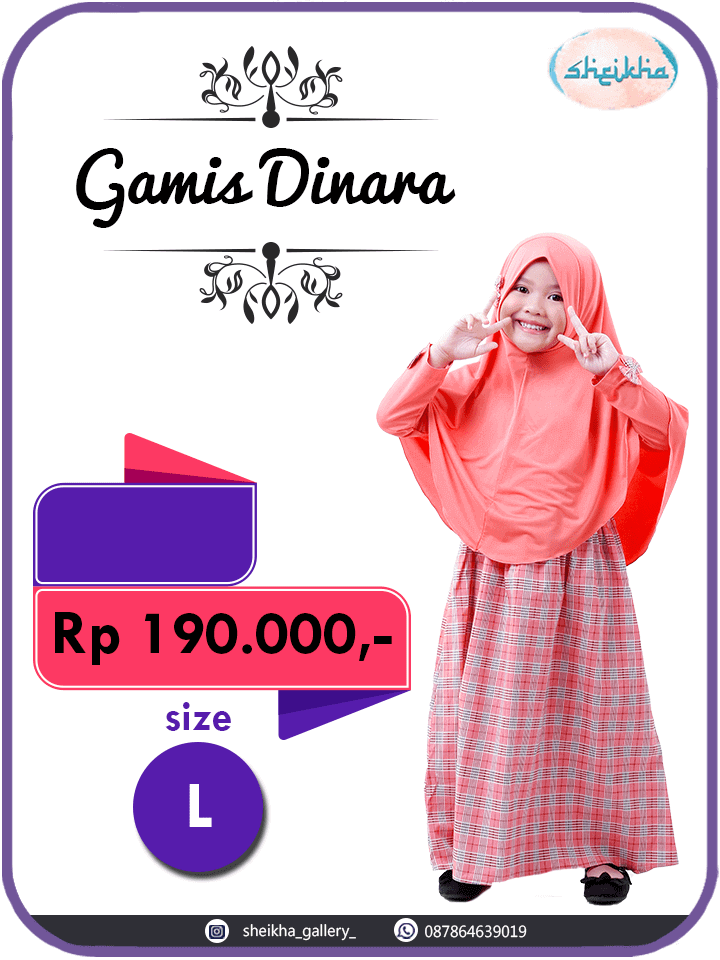 sheikha
Gamis Dinara
Rp 190.000,-
size
L
sheikha_gallery_ 087864639019